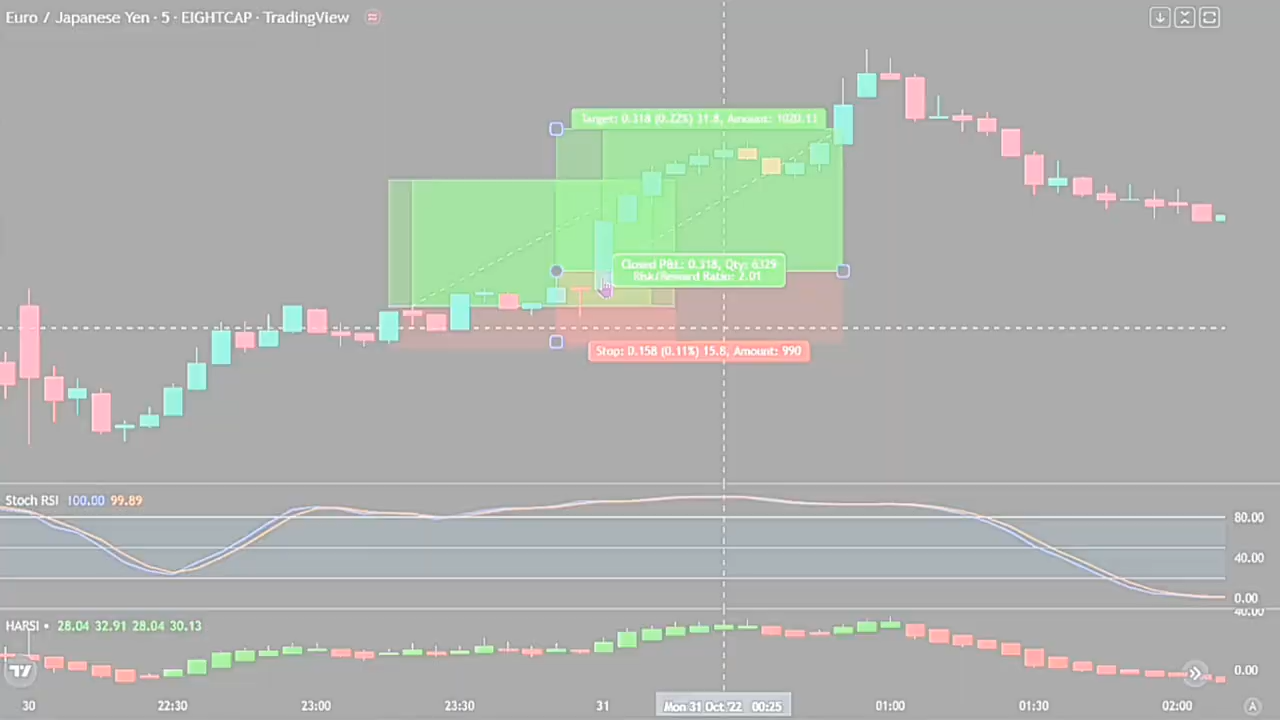 Euro / Japanese Yen · 5 · EIGHTCAP · TradingView
Target: 0.318 (0.22%) 31.8, Amount: 1020.11
Closed P&L: 0.318, Qty: 6329
Risk/Reward Ratio: 2.01
Stop: 0.158 (0.11%) 15.8, Amount: 990
Stoch RSI 100.00 99.89
80.00
40.00
0.00
40.00
HARSI • 28.04 32.91 28.04 30.13
0.00
30 22:30 23:00 23:30 31 Mon 31 Oct '22 00:25 01:00 01:30 02:00 A